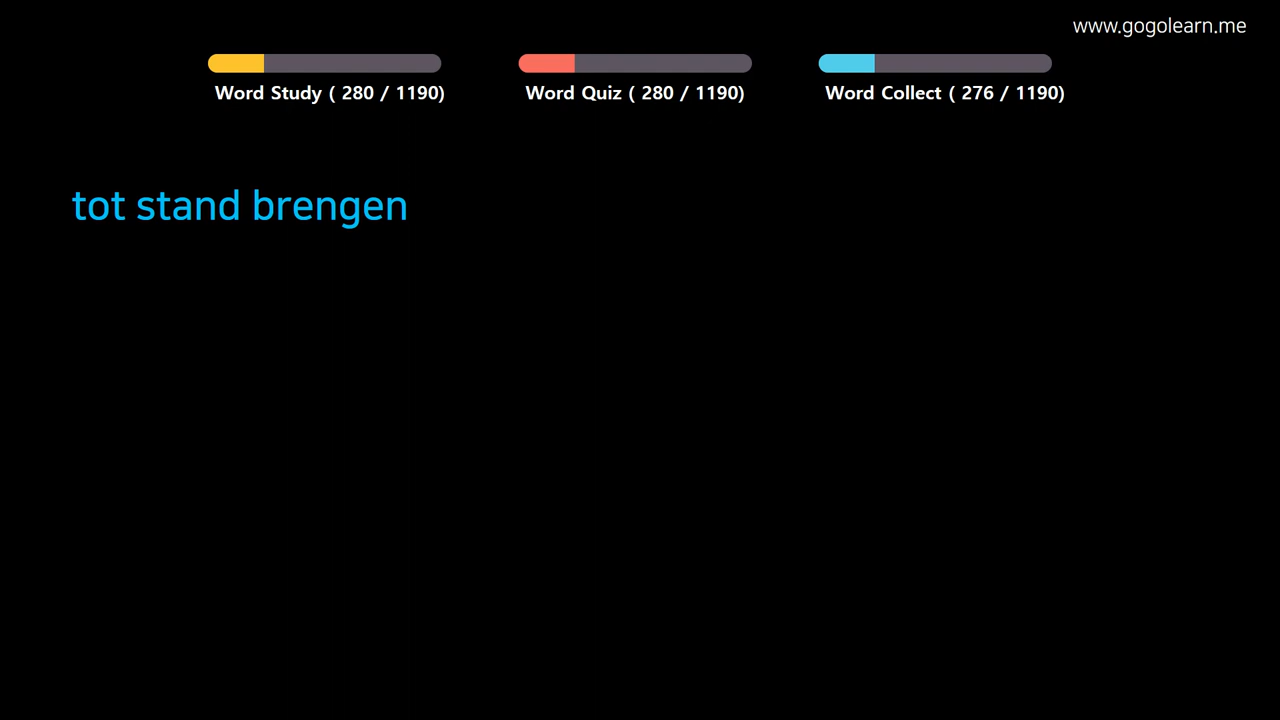 www.gogolearn.me
Word Study ( 280 / 1190)
Word Quiz ( 280 / 1190)
Word Collect ( 276 / 1190)
tot stand brengen